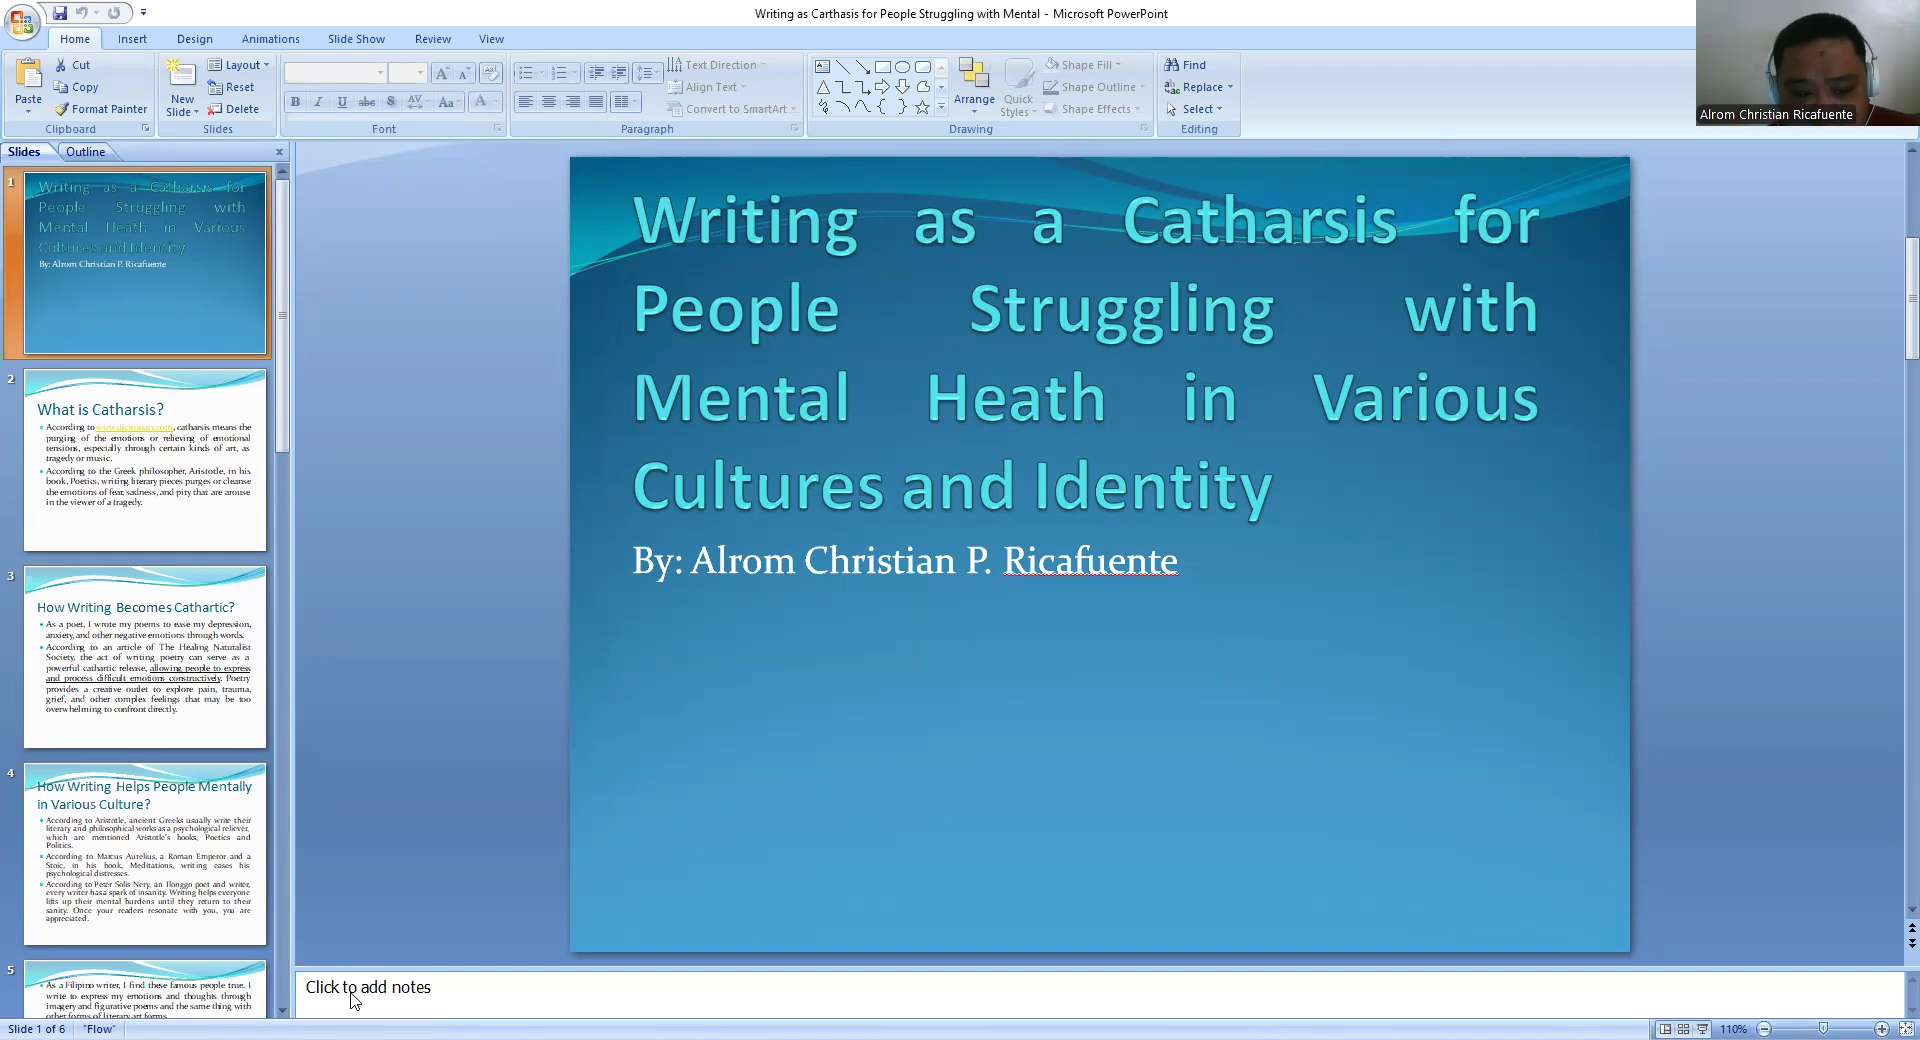 Writing as Carthasis for People Struggling with Mental - Microsoft PowerPoint
Home Insert Design Animations Slide Show Review View
Paste
Cut
Copy
Format Painter
Clipboard
New Slide
Layout
Reset
Delete
Slides
B I U abc S AV Aa A
Font
Text Direction
Align Text
Convert to SmartArt
Paragraph
Arrange
Quick Styles
Shape Fill
Shape Outline
Shape Effects
Drawing
Find
Replace
Select
Editing
Alrom Christian Ricafuente
Slides Outline x
1
Writing as a Catharsis for
People Struggling with
Mental Heath in Various
Cultures and Identity
By: Alrom Christian P. Ricafuente
2
What is Catharsis?
According to www.dictionary.com, catharsis means the
purging of the emotions or relieving of emotional
tensions, especially through certain kinds of art, as
tragedy or music.
According to the Greek philosopher, Aristotle, in his
book, Poetics, writing literary pieces purges or cleanse
the emotions of fear, sadness, and pity that are arouse
in the viewer of a tragedy.
3
How Writing Becomes Cathartic?
As a poet, I wrote my poems to ease my depression,
anxiety, and other negative emotions through words.
According to an article of The Healing Naturalist
Society, the act of writing poetry can serve as a
powerful cathartic release, allowing people to express
and process difficult emotions constructively. Poetry
provides a creative outlet to explore pain, trauma,
grief, and other complex feelings that may be too
overwhelming to confront directly.
4
How Writing Helps People Mentally
in Various Culture?
According to Aristotle, ancient Greeks usually write their
literary and philosophical works as a psychological reliever,
which are mentioned Aristotle's books, Poetics and
Politics.
According to Marcus Aurelius, a Roman Emperor and a
Stoic, in his book, Meditations, writing eases his
psychological distresses.
According to Peter Solis Nery, an Ilonggo poet and writer,
every writer has a spark of insanity. Writing helps everyone
lifts up their mental burdens until they return to their
sanity. Once your readers resonate with you, you are
appreciated.
5
As a Filipino writer, I find these famous people true. I
write to express my emotions and thoughts through
imagery and figurative poems and the same thing with
other forms of literary art forms.
Writing as a Catharsis for
People Struggling with
Mental Heath in Various
Cultures and Identity
By: Alrom Christian P. Ricafuente
Click to add notes
Slide 1 of 6 "Flow" 110%